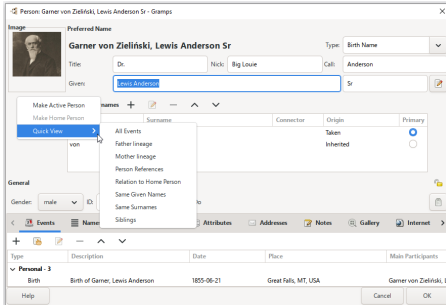 Person: Garner von Zieliński, Lewis Anderson Sr - Gramps
Image
Preferred Name
Garner von Zieliński, Lewis Anderson Sr
Type: Birth Name
Title: Dr. Nick: Big Louie Call: Anderson
Given: Lewis Anderson Sr
Make Active Person
Make Home Person
Quick View
All Events
Father lineage
Mother lineage
Person References
Relation to Home Person
Same Given Names
Same Surnames
Siblings
Surname Connector Origin Primary
Taken
von Inherited
General
Gender: male ID:
Events Attributes Addresses Notes Gallery Internet
Type Description Date Place Main Participants
Personal - 3
Birth Birth of Garner, Lewis Anderson 1855-06-21 Great Falls, MT, USA Garner von Zieliński, L
Help Cancel OK